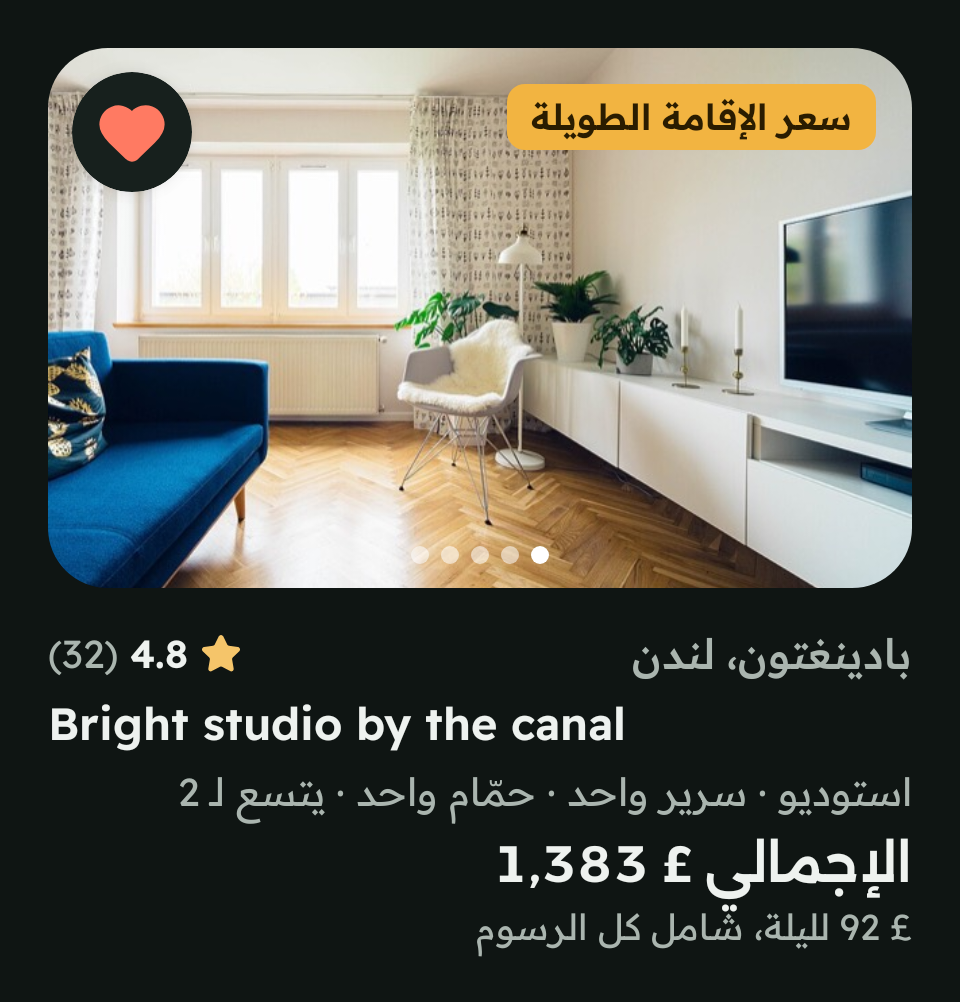 سعر الإقامة الطويلة
بادينغتون، لندن
4.8 (32)
Bright studio by the canal
استوديو · سرير واحد · حمّام واحد · يتسع لـ 2
الإجمالي £ 1,383
£ 92 لليلة، شامل كل الرسوم